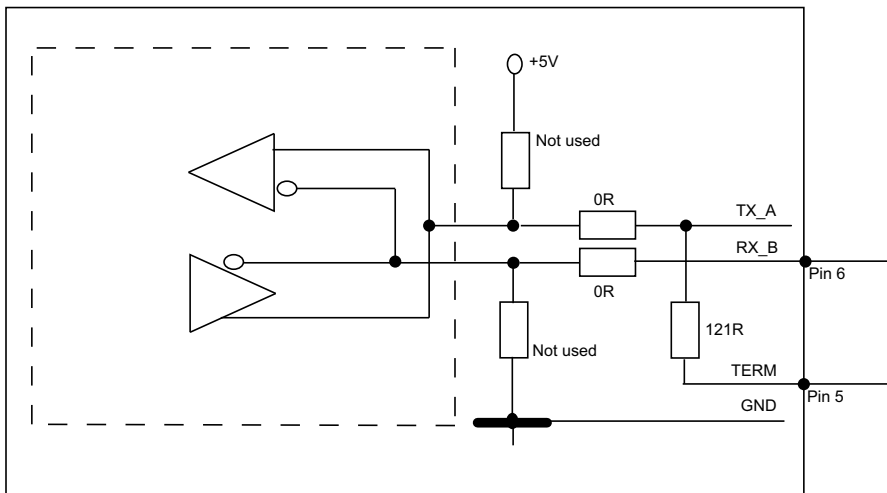 +5V
Not used
0R
TX_A
RX_B
Pin 6
0R
121R
Not used
TERM
Pin 5
GND